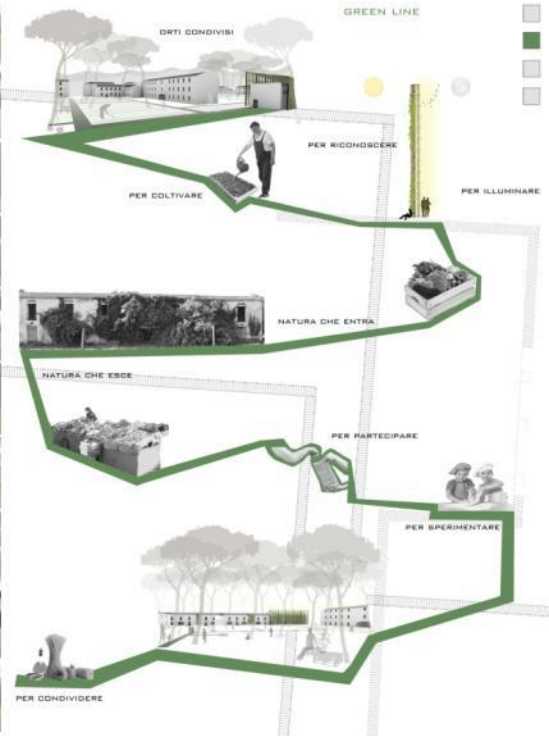 GREEN LINE
ORTI CONDIVISI
PER RICONOSCERE
PER COLTIVARE
PER ILLUMINARE
NATURA CHE ENTRA
NATURA CHE ESCE
PER PARTECIPARE
PER SPERIMENTARE
PER CONDIVIDERE